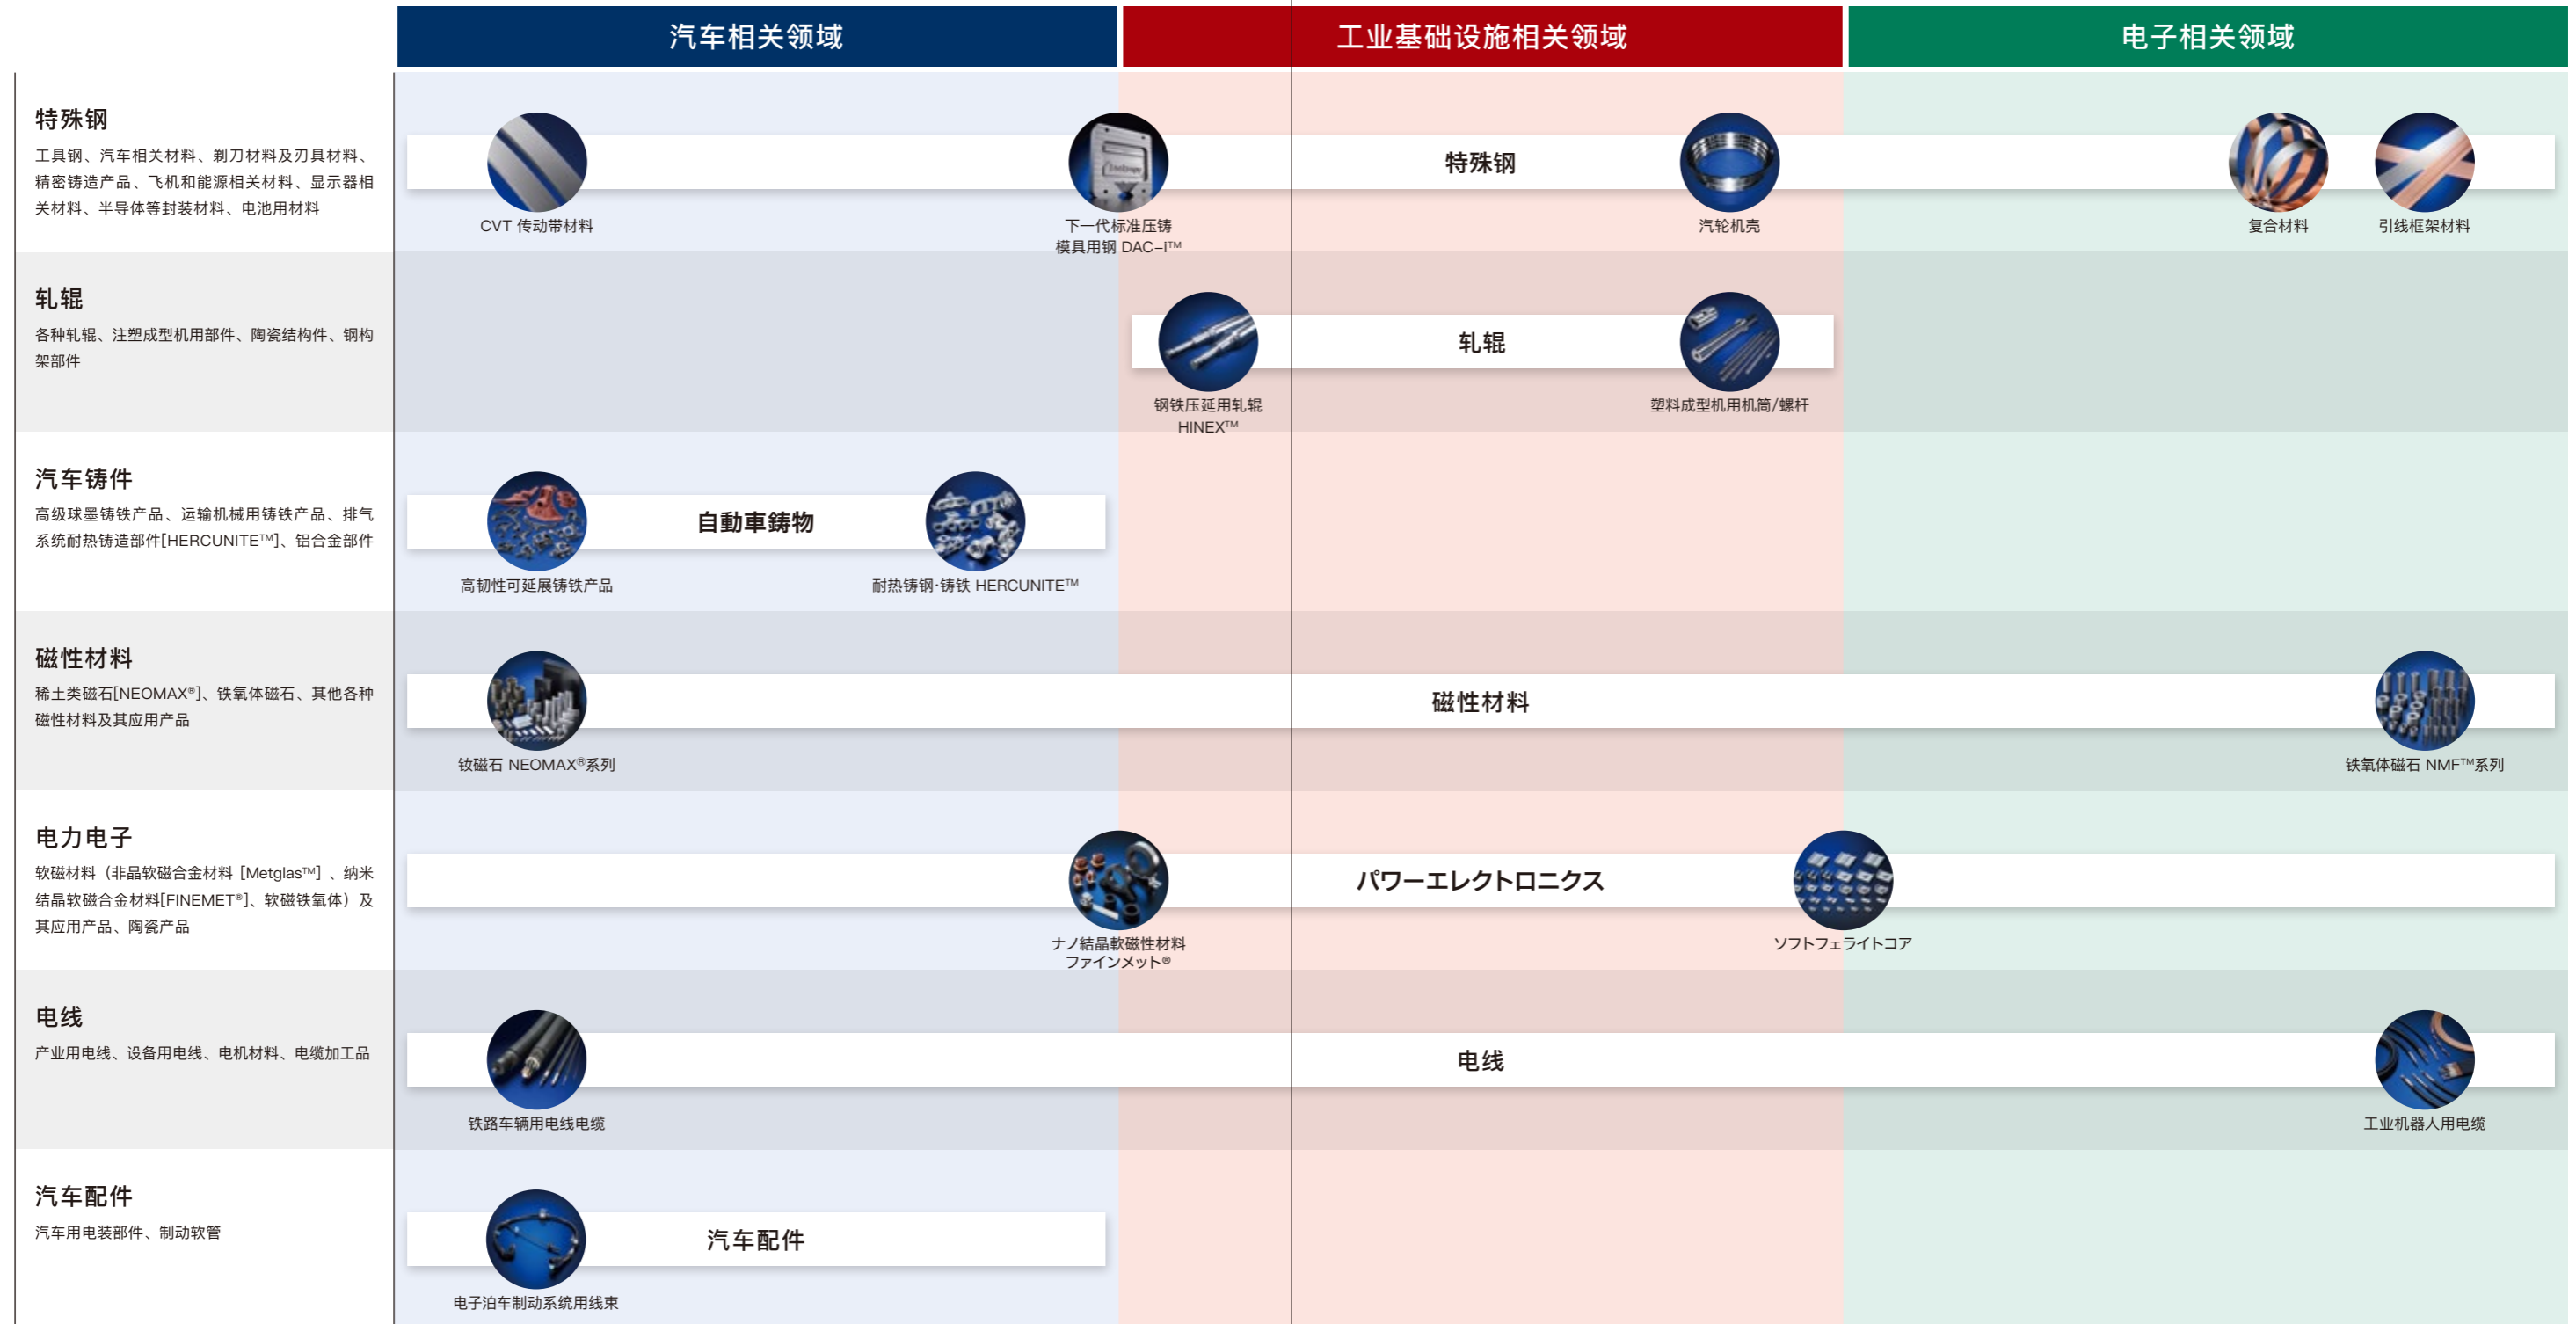 汽车相关领域
工业基础设施相关领域
电子相关领域
特殊钢
工具钢、汽车相关材料、剃刀材料及刃具材料、
精密铸造产品、飞机和能源相关材料、显示器相
关材料、半导体等封装材料、电池用材料
特殊钢
CVT 传动带材料
下一代标准压铸
模具用钢 DAC-i™
汽轮机壳
复合材料
引线框架材料
轧辊
各种轧辊、注塑成型机用部件、陶瓷结构件、钢构
架部件
轧辊
钢铁压延用轧辊
HINEX™
塑料成型机用机筒/螺杆
汽车铸件
高级球墨铸铁产品、运输机械用铸铁产品、排气
系统耐热铸造部件[HERCUNITE™]、铝合金部件
自動車鋳物
高韧性可延展铸铁产品
耐热铸钢·铸铁 HERCUNITE™
磁性材料
稀土类磁石[NEOMAX®]、铁氧体磁石、其他各种
磁性材料及其应用产品
磁性材料
钕磁石 NEOMAX®系列
铁氧体磁石 NMF™系列
电力电子
软磁材料（非晶软磁合金材料 [Metglas™] 、纳米
结晶软磁合金材料[FINEMET®]、软磁铁氧体）及
其应用产品、陶瓷产品
パワーエレクトロニクス
ナノ結晶軟磁性材料
ファインメット®
ソフトフェライトコア
电线
产业用电线、设备用电线、电机材料、电缆加工品
电线
铁路车辆用电线电缆
工业机器人用电缆
汽车配件
汽车用电装部件、制动软管
汽车配件
电子泊车制动系统用线束